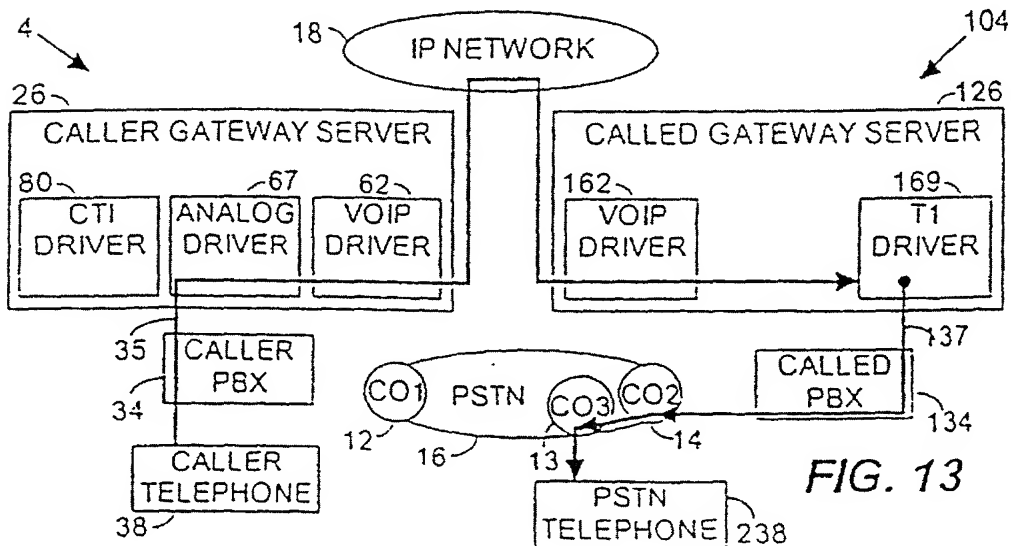 4
18
IP NETWORK
104
26
126
CALLER GATEWAY SERVER
CALLED GATEWAY SERVER
80
67
62
162
169
CTI
DRIVER
ANALOG
DRIVER
VOIP
DRIVER
VOIP
DRIVER
T1
DRIVER
35
137
CALLER
PBX
CALLED
PBX
34
CO1
PSTN
CO3
CO2
12
16
13
14
134
CALLER
TELEPHONE
38
PSTN
TELEPHONE
238
FIG. 13